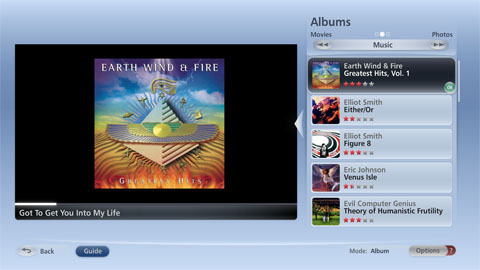 Albums
Movies
Photos
Music
EARTH WIND & FIRE
GREATEST HITS
Got To Get You Into My Life
Earth Wind & Fire
Greatest Hits, Vol. 1
OK
Elliot Smith
Either/Or
Elliot Smith
Figure 8
Eric Johnson
Venus Isle
Evil Computer Genius
Theory of Humanistic Frutility
Back
Guide
Mode: Album
Options
?